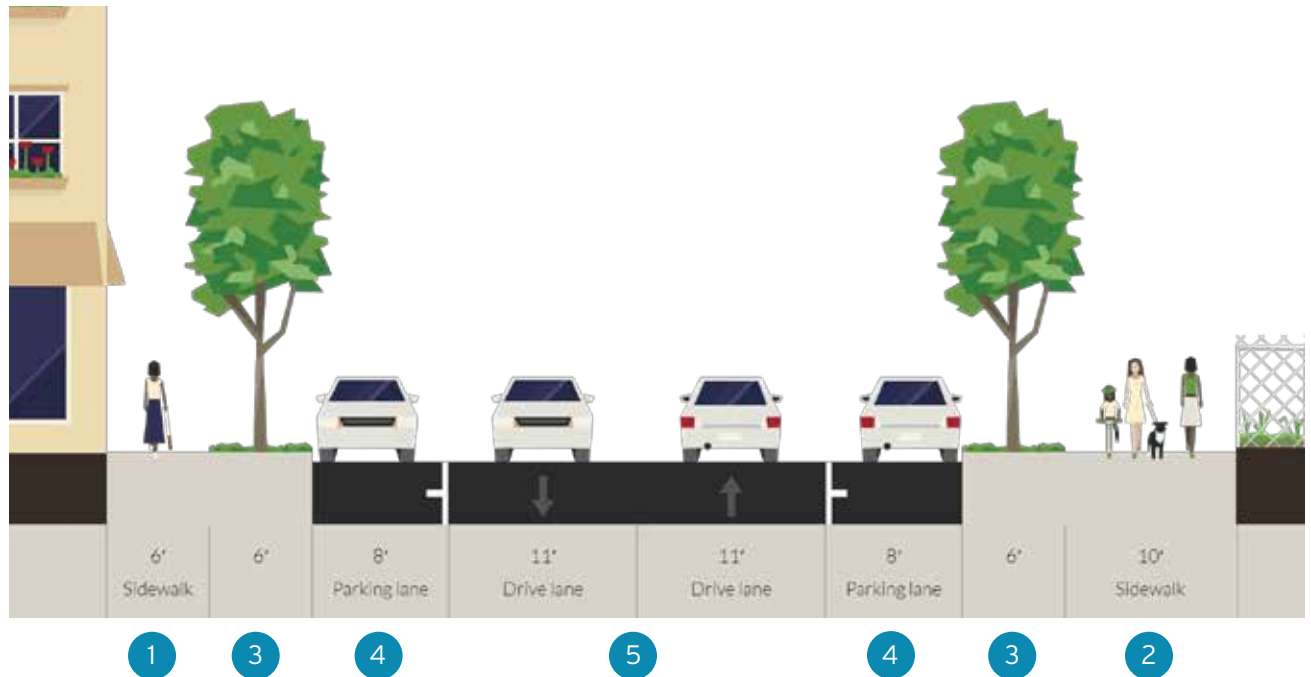 6' 6' 8' 11' 11' 8' 6' 10'
Sidewalk Parking lane Drive lane Drive lane Parking lane Sidewalk
1 3 4 5 4 3 2